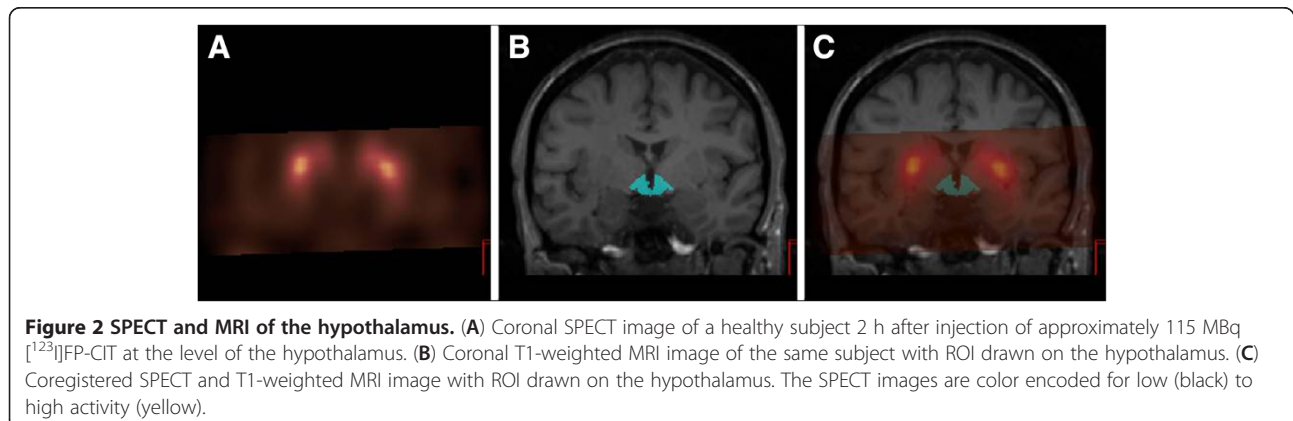 A B C
Figure 2 SPECT and MRI of the hypothalamus. (A) Coronal SPECT image of a healthy subject 2 h after injection of approximately 115 MBq
[¹²³I]FP-CIT at the level of the hypothalamus. (B) Coronal T1-weighted MRI image of the same subject with ROI drawn on the hypothalamus. (C)
Coregistered SPECT and T1-weighted MRI image with ROI drawn on the hypothalamus. The SPECT images are color encoded for low (black) to
high activity (yellow).